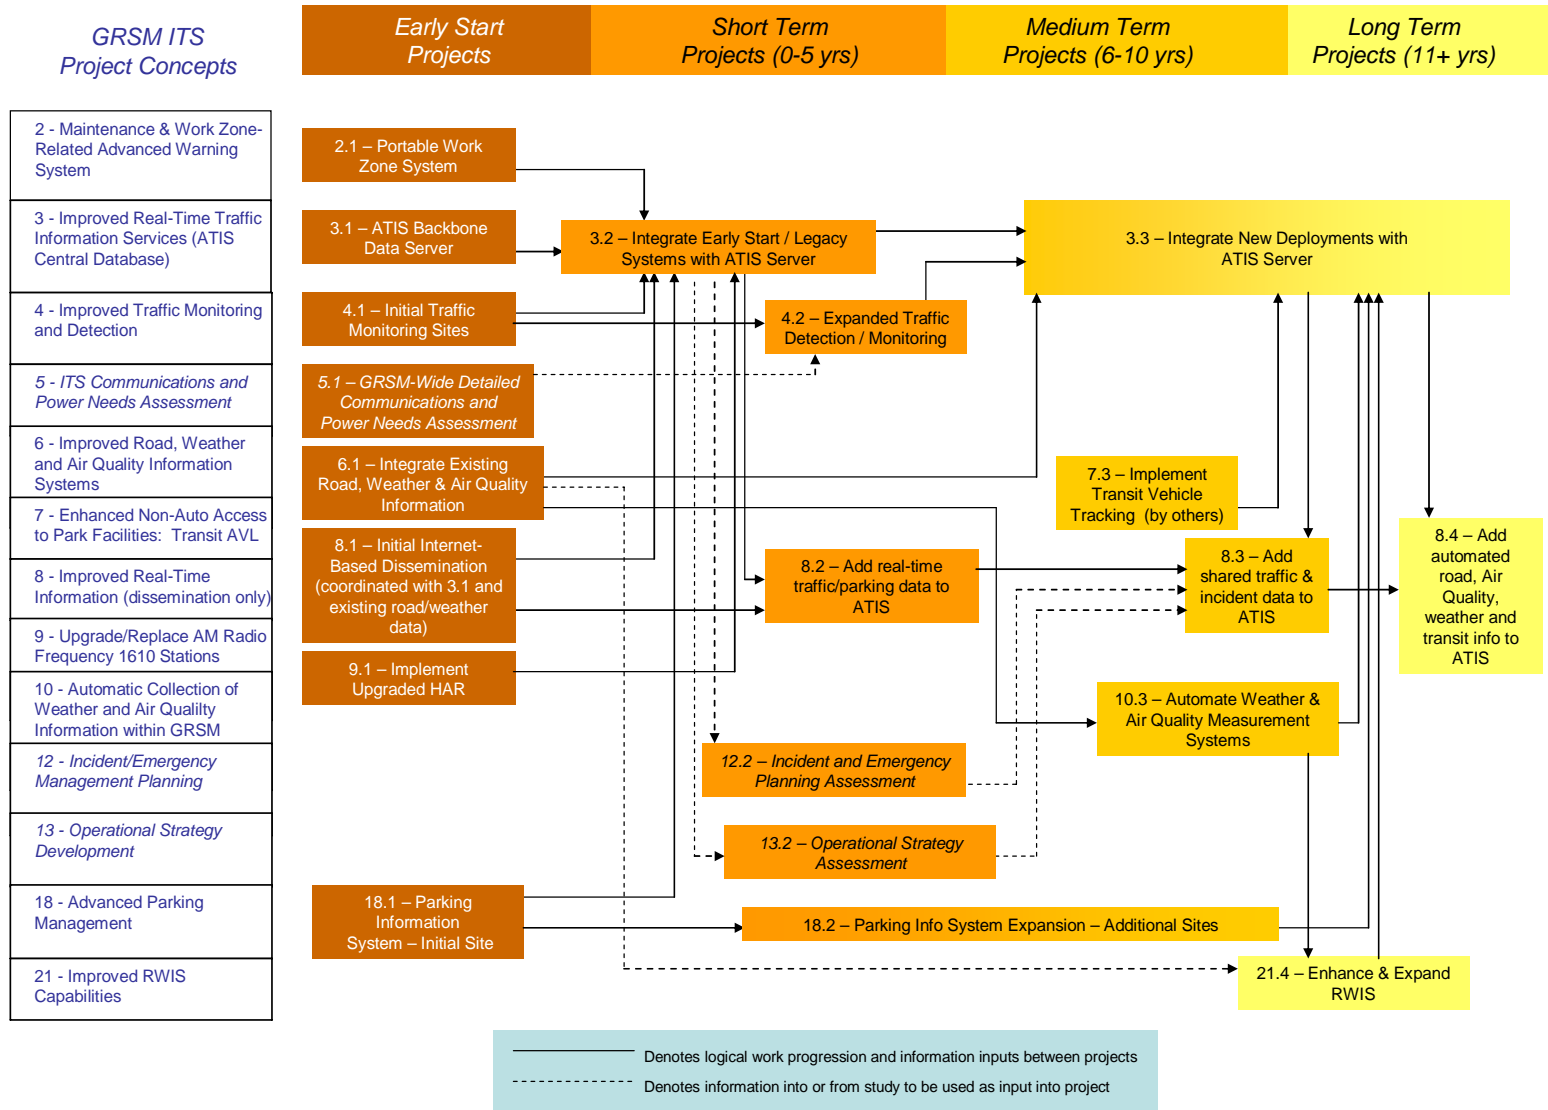 GRSM ITS
Project Concepts
Early Start
Projects
Short Term
Projects (0-5 yrs)
Medium Term
Projects (6-10 yrs)
Long Term
Projects (11+ yrs)
2 - Maintenance & Work Zone-
Related Advanced Warning
System
3 - Improved Real-Time Traffic
Information Services (ATIS
Central Database)
4 - Improved Traffic Monitoring
and Detection
5 - ITS Communications and
Power Needs Assessment
6 - Improved Road, Weather
and Air Quality Information
Systems
7 - Enhanced Non-Auto Access
to Park Facilities:  Transit AVL
8 - Improved Real-Time
Information (dissemination only)
9 - Upgrade/Replace AM Radio
Frequency 1610 Stations
10 - Automatic Collection of
Weather and Air Qualilty
Information within GRSM
12 - Incident/Emergency
Management Planning
13 - Operational Strategy
Development
18 - Advanced Parking
Management
21 - Improved RWIS
Capabilities
2.1 – Portable Work
Zone System
3.1 – ATIS Backbone
Data Server
3.2 – Integrate Early Start / Legacy
Systems with ATIS Server
3.3 – Integrate New Deployments with
ATIS Server
4.1 – Initial Traffic
Monitoring Sites
4.2 – Expanded Traffic
Detection / Monitoring
5.1 – GRSM-Wide Detailed
Communications and
Power Needs Assessment
6.1 – Integrate Existing
Road, Weather & Air Quality
Information
7.3 – Implement
Transit Vehicle
Tracking  (by others)
8.1 – Initial Internet-
Based Dissemination
(coordinated with 3.1 and
existing road/weather
data)
8.2 – Add real-time
traffic/parking data to
ATIS
8.3 – Add
shared traffic &
incident data to
ATIS
8.4 – Add
automated
road, Air
Quality,
weather and
transit info to
ATIS
9.1 – Implement
Upgraded HAR
10.3 – Automate Weather &
Air Quality Measurement
Systems
12.2 – Incident and Emergency
Planning Assessment
13.2 – Operational Strategy
Assessment
18.1 – Parking
Information
System – Initial Site
18.2 – Parking Info System Expansion – Additional Sites
21.4 – Enhance & Expand
RWIS
Denotes logical work progression and information inputs between projects
Denotes information into or from study to be used as input into project